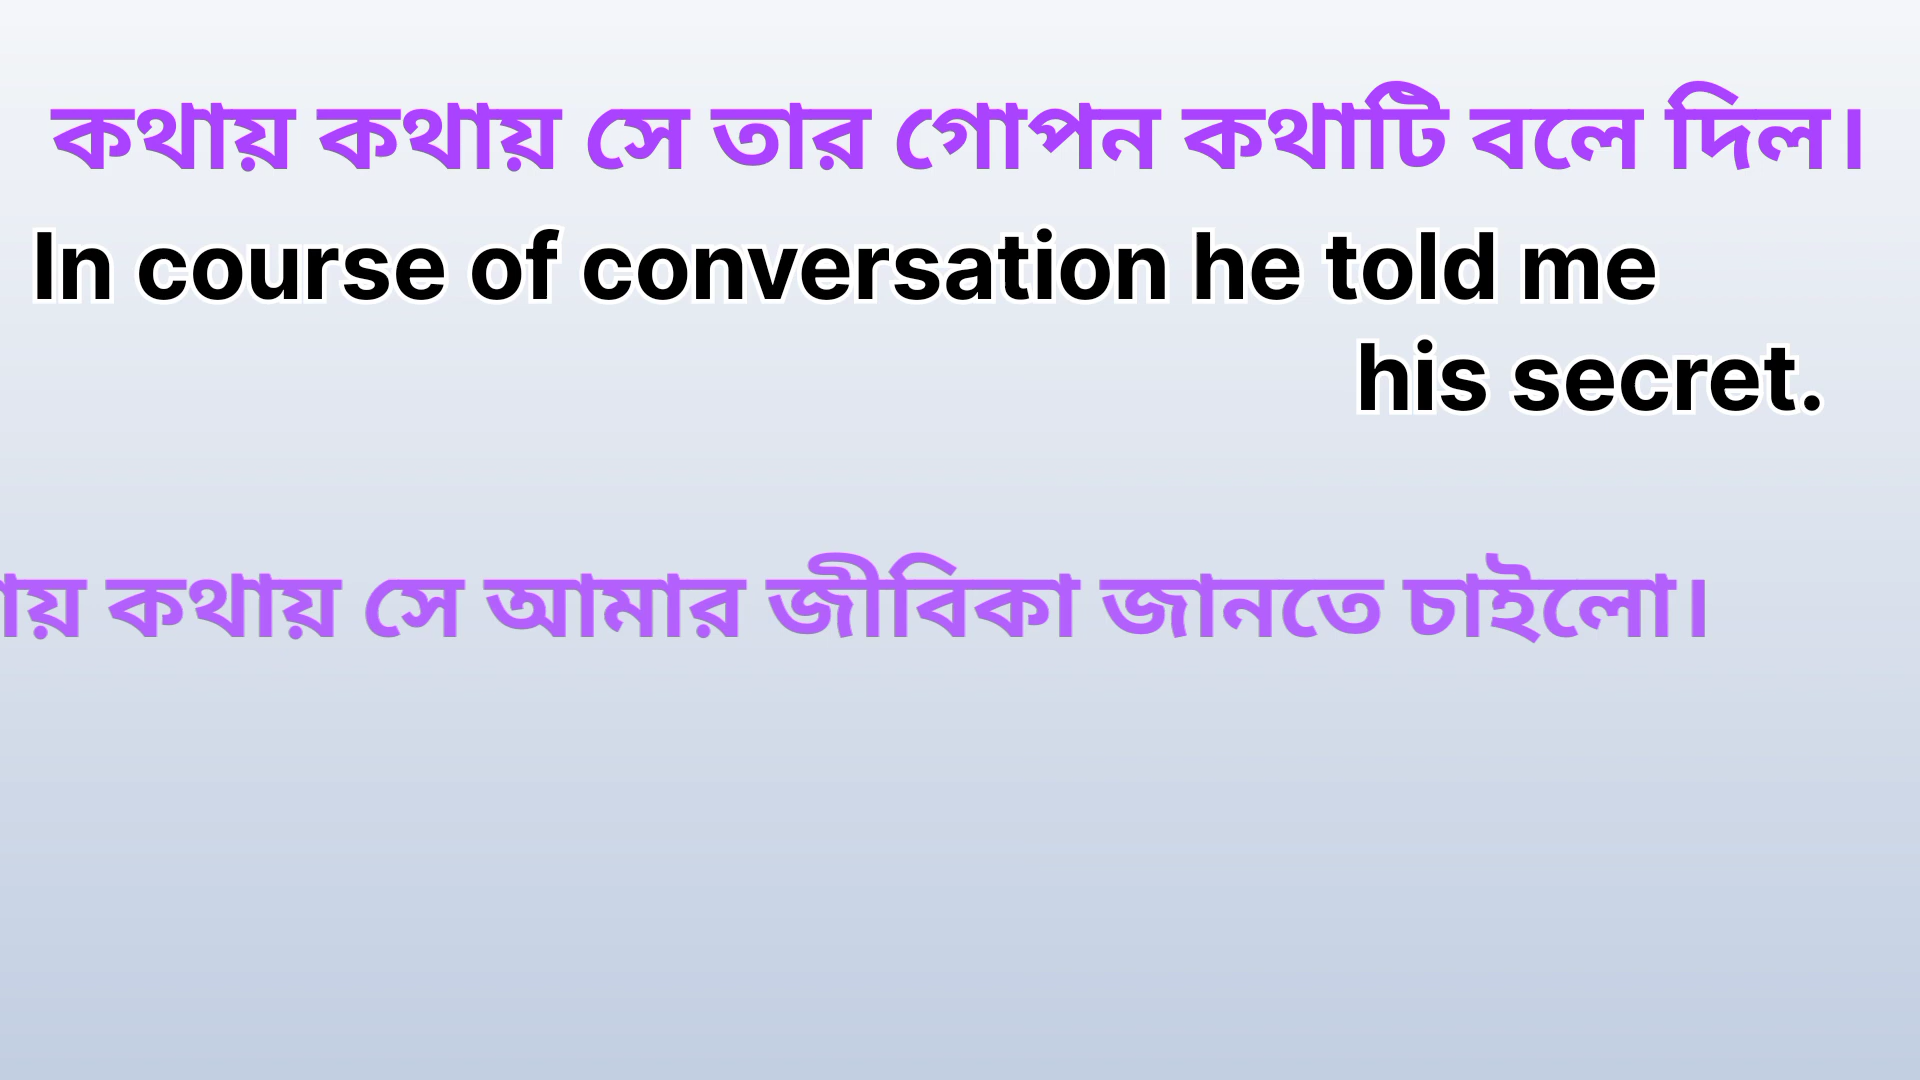 কথায় কথায় সে তার গোপন কথাটি বলে দিল।
In course of conversation he told me
his secret.
কথায় সে আমার জীবিকা জানতে চাইলো।